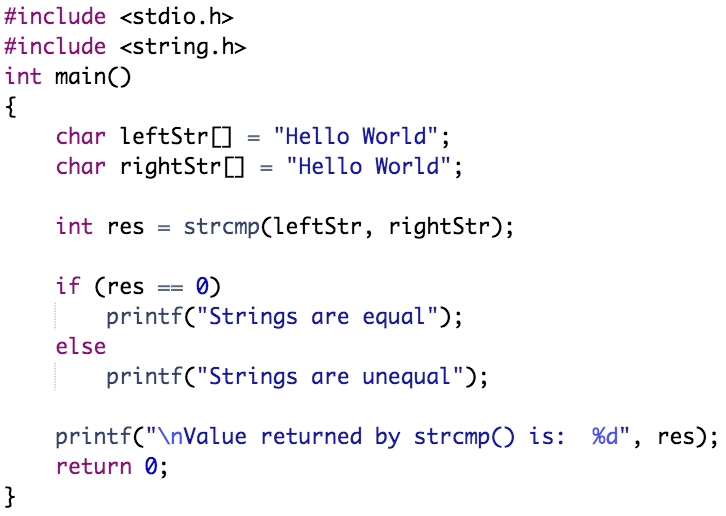 #include <stdio.h>
#include <string.h>
int main()
{
    char leftStr[] = "Hello World";
    char rightStr[] = "Hello World";

    int res = strcmp(leftStr, rightStr);

    if (res == 0)
        printf("Strings are equal");
    else
        printf("Strings are unequal");

    printf("\nValue returned by strcmp() is:  %d", res);
    return 0;
}